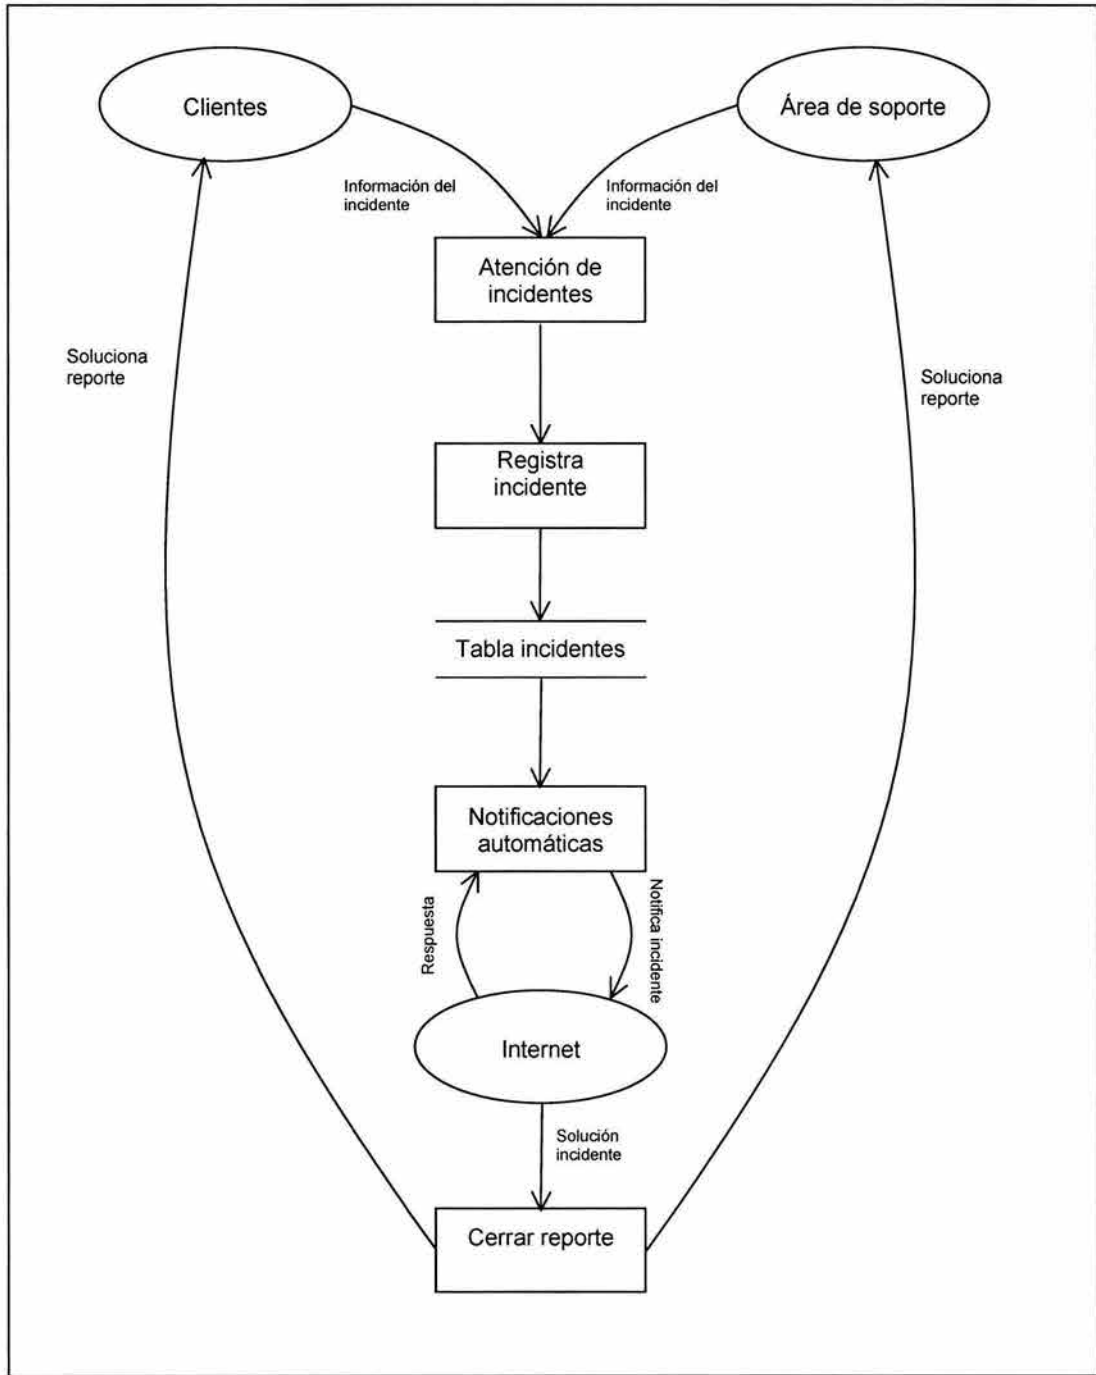 Clientes
Área de soporte
Información del
incidente
Información del
incidente
Atención de
incidentes
Soluciona
reporte
Soluciona
reporte
Registra
incidente
Tabla incidentes
Notificaciones
automáticas
Respuesta
Notifica incidente
Internet
Solución
incidente
Cerrar reporte